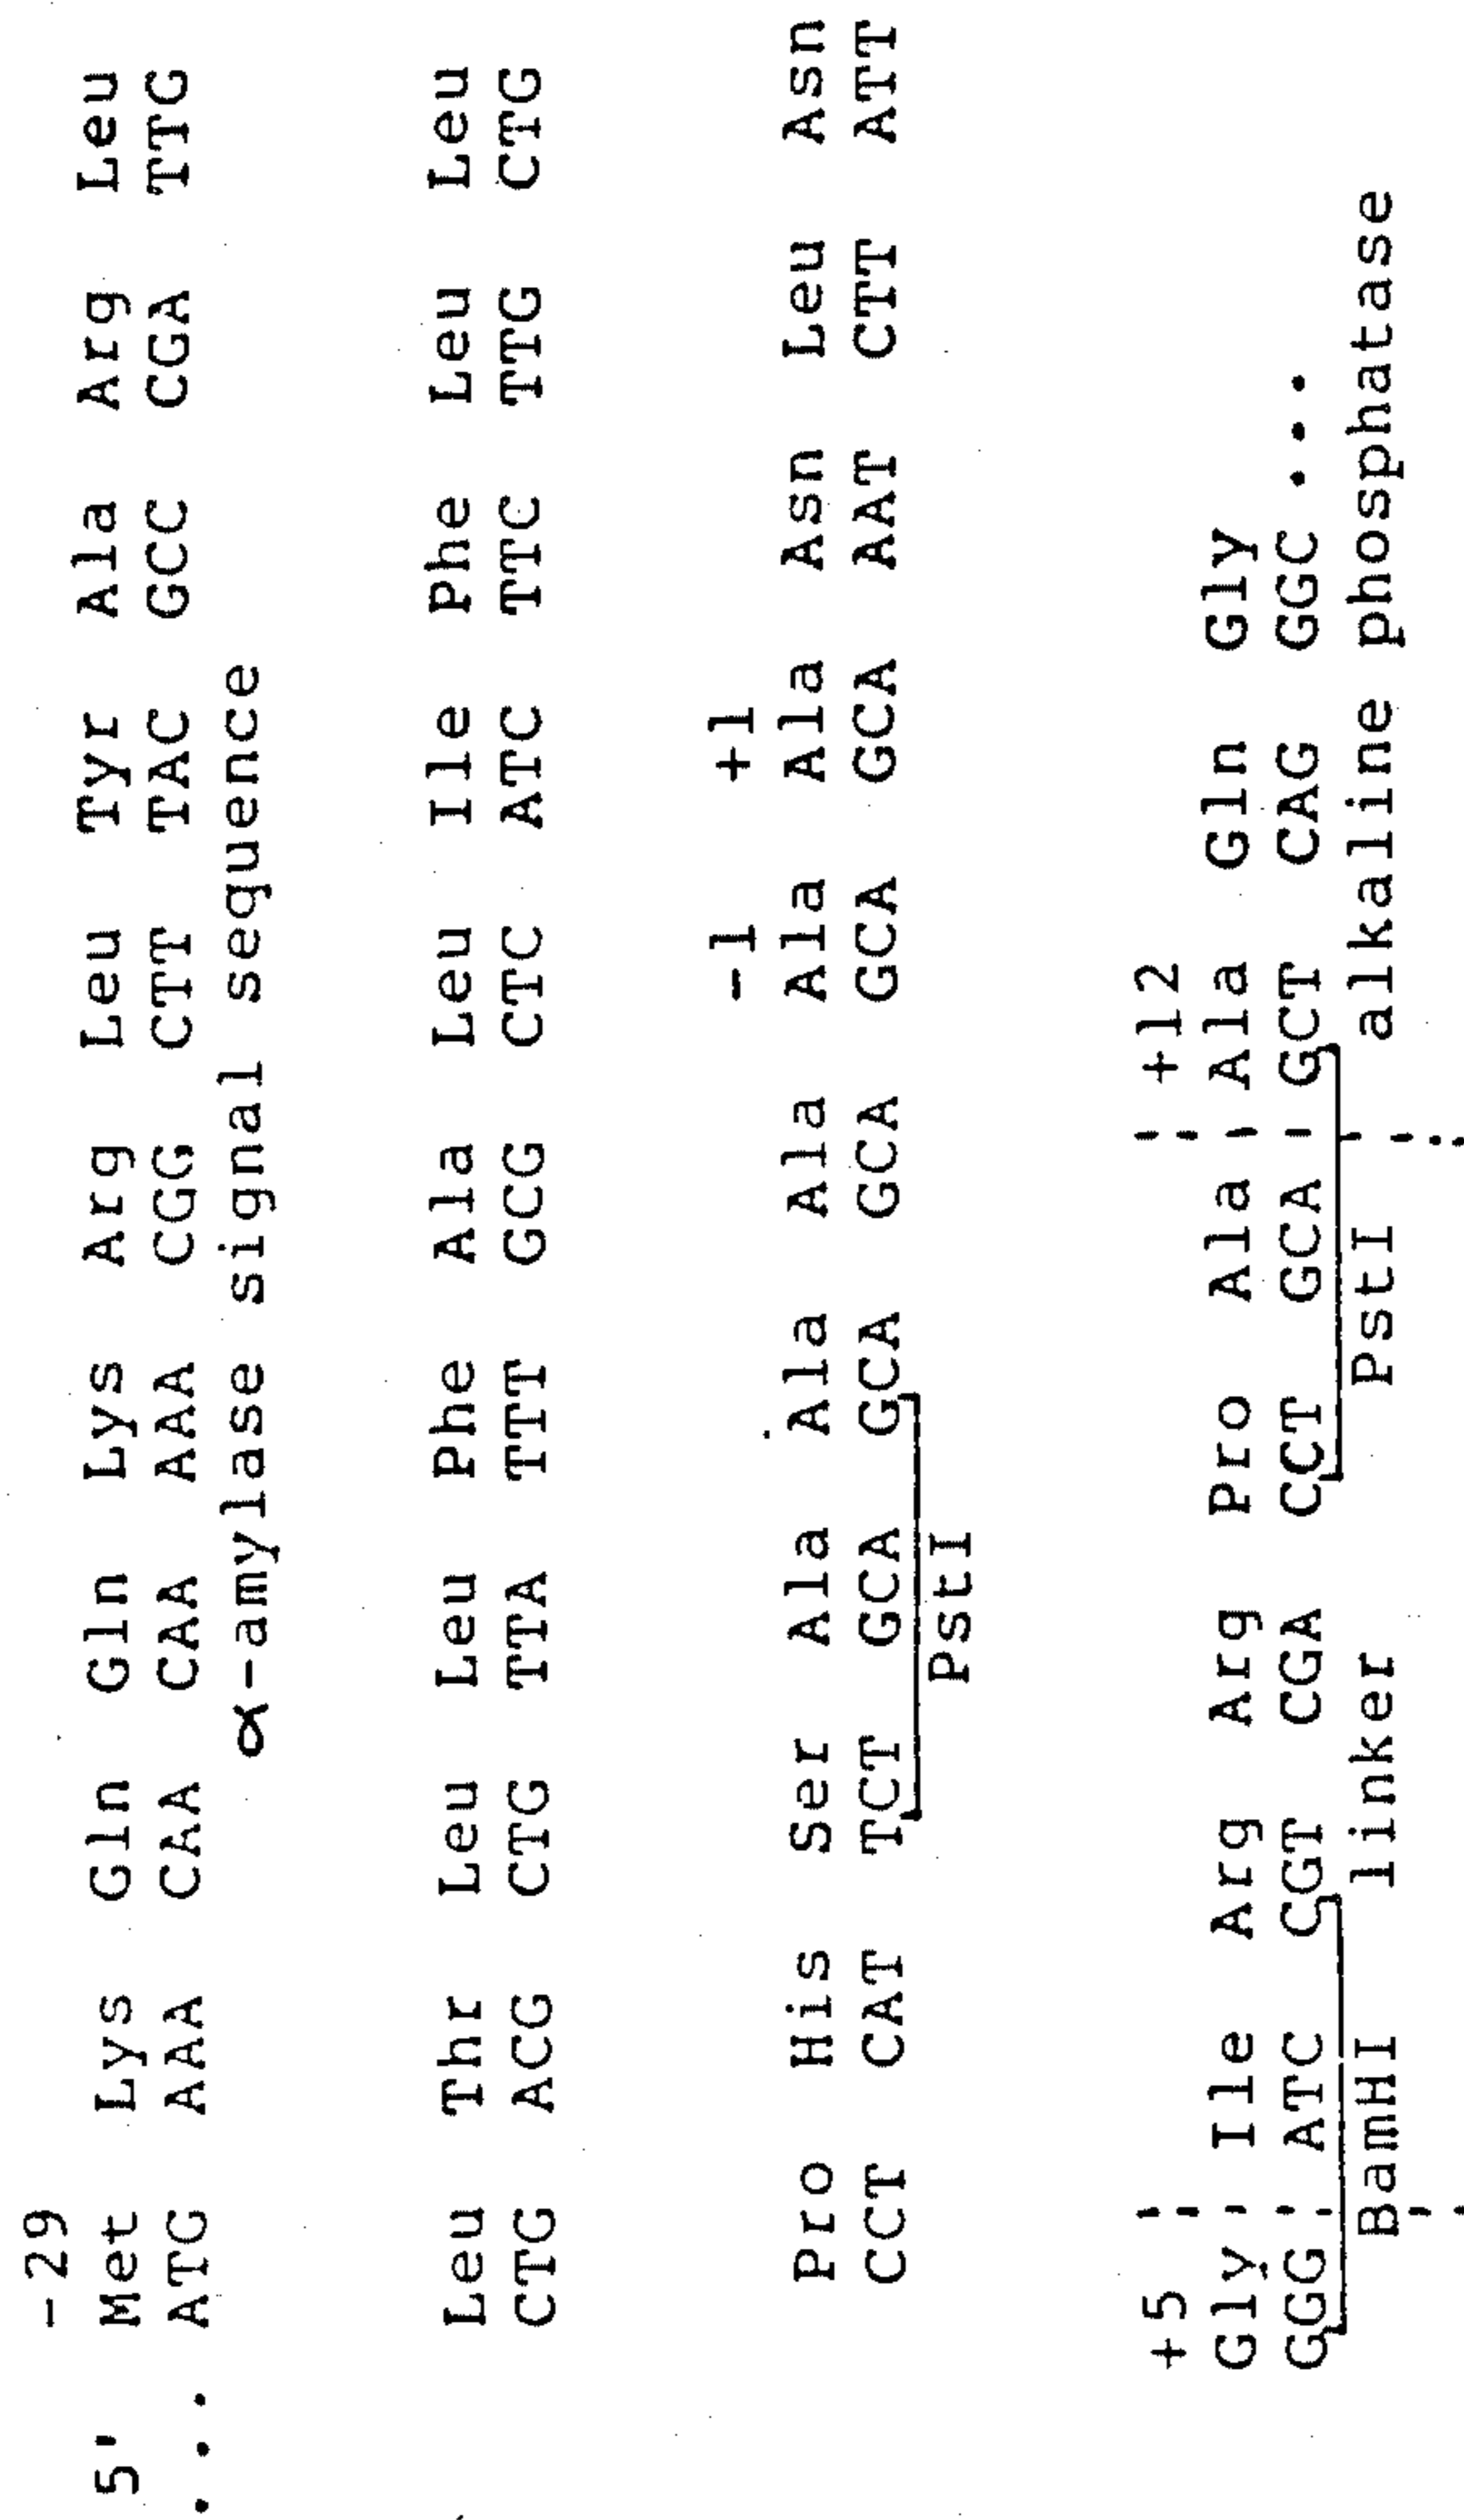 -29
5' Met Lys Gln Gln Lys Arg Leu Tyr Ala Arg Leu
... ATG AAA CAA CAA AAA CGG CTT TAC GCC CGA TTG
α-amylase signal sequence
Leu Thr Leu Leu Phe Ala Leu Ile Phe Leu Leu
CTG ACG CTG TTA TTT GCG CTC ATC TTC TTG CTG
-1 +1
Pro His Ser Ala Ala Ala Ala Ala Asn Leu Asn
CCT CAT TCT GCA GCA GCA GCA GCA AAT CTT ATT
PstI
+5 +12
Gly Ile Arg Arg Pro Ala Ala Gln Gly
GGG ATC CGT CGA CCT GCA GCT CAG GGC ...
BamHI linker PstI alkaline phosphatase